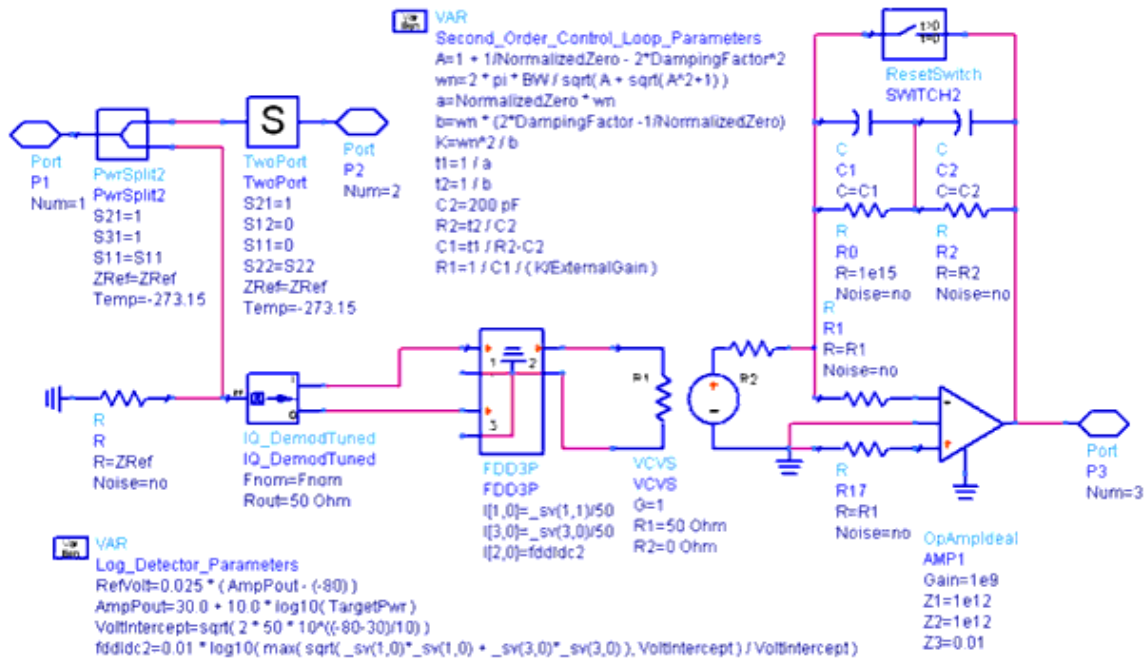 VAR
Second_Order_Control_Loop_Parameters
A=1 + 1/NormalizedZero - 2*DampingFactor^2
wn=2 * pi * BW / sqrt( A + sqrt( A^2+1) )
a=NormalizedZero * wn
b=wn * (2*DampingFactor -1/NormalizedZero)
K=wn^2 / b
t1=1 / a
t2=1 / b
C2=200 pF
R2=t2 / C2
C1=t1 / R2-C2
R1=1 / C1 / ( K/ExternalGain )
t>0
t=0
ResetSwitch
SWITCH2
Port
P1
Num=1
PwrSplit2
PwrSplit2
S21=1
S31=1
S11=S11
ZRef=ZRef
Temp=-273.15
S
TwoPort
TwoPort
S21=1
S12=0
S11=0
S22=S22
ZRef=ZRef
Temp=-273.15
Port
P2
Num=2
C
C1
C=C1
C
C2
C=C2
R
R0
R=1e15
Noise=no
R
R2
R=R2
Noise=no
R
R1
R=R1
Noise=no
R
R
R=ZRef
Noise=no
I
Q
IQ_DemodTuned
IQ_DemodTuned
Fnom=Fnom
Rout=50 Ohm
1
2
3
FDD3P
FDD3P
I[1,0]=_sv(1,1)/50
I[3,0]=_sv(3,0)/50
I[2,0]=fddidc2
R1
R2
VCVS
VCVS
G=1
R1=50 Ohm
R2=0 Ohm
R
R17
R=R1
Noise=no
OpAmpIdeal
AMP1
Gain=1e9
Z1=1e12
Z2=1e12
Z3=0.01
Port
P3
Num=3
VAR
Log_Detector_Parameters
RefVolt=0.025 * ( AmpPout - (-80) )
AmpPout=30.0 + 10.0 * log10( TargetPwr )
VoltIntercept=sqrt( 2 * 50 * 10^((-80-30)/10) )
fddidc2=0.01 * log10( max( sqrt( _sv(1,0)*_sv(1,0) + _sv(3,0)*_sv(3,0) ), VoltIntercept ) / VoltIntercept )